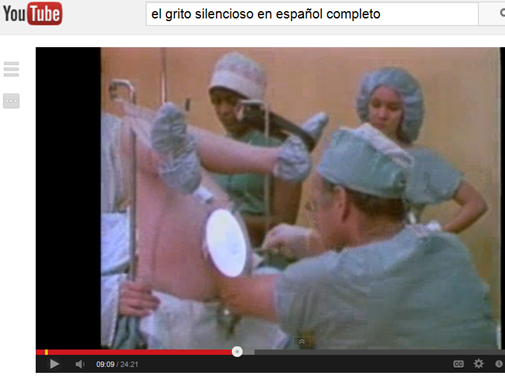 YouTube
el grito silencioso en español completo
09:09 / 24:21